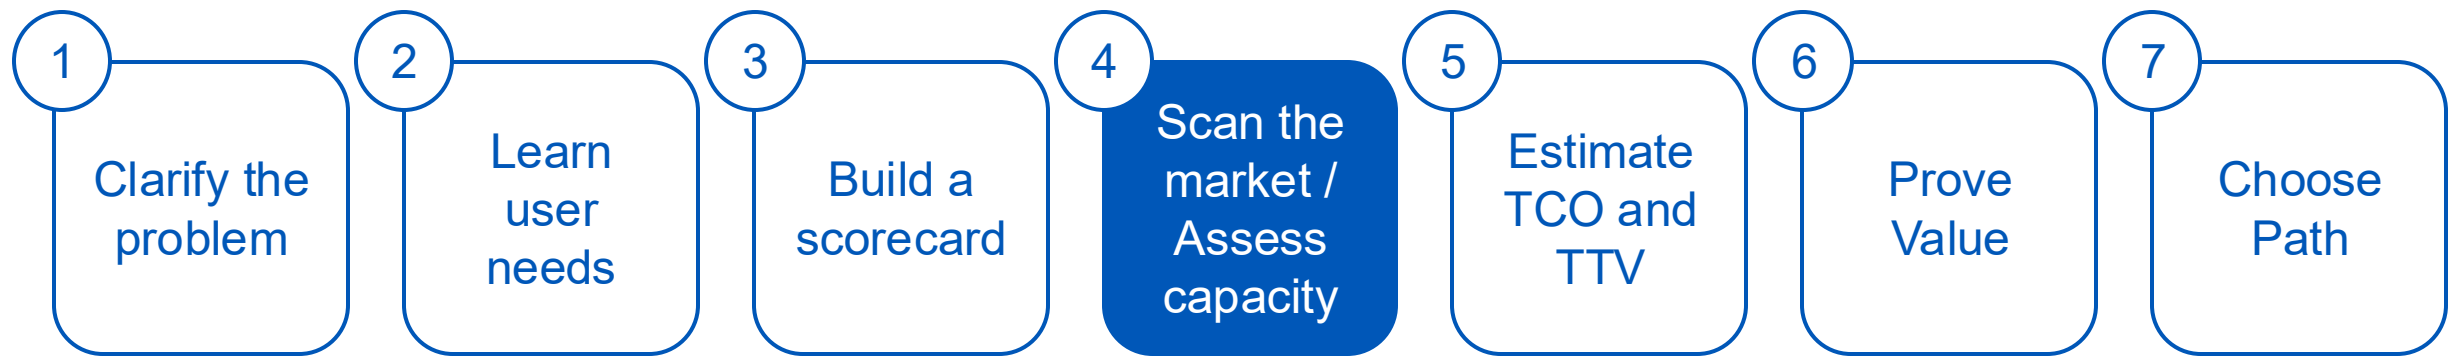 1
Clarify the
problem
2
Learn
user
needs
3
Build a
scorecard
4
Scan the
market /
Assess
capacity
5
Estimate
TCO and
TTV
6
Prove
Value
7
Choose
Path